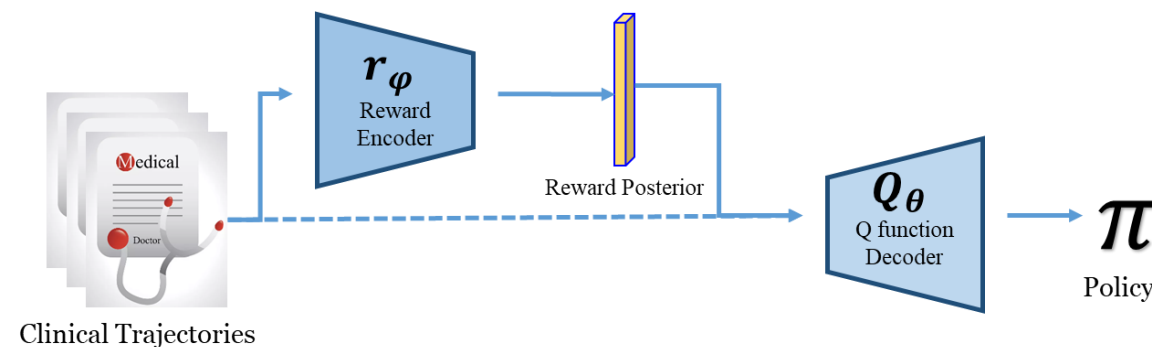 r_φ
Reward
Encoder
Reward Posterior
Medical
Doctor
Clinical Trajectories
Q_θ
Q function
Decoder
π
Policy